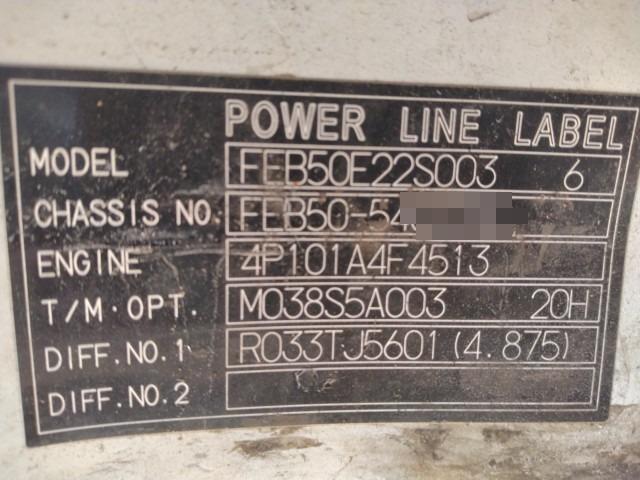 POWER LINE LABEL
MODEL FEB50E22S003 6
CHASSIS NO. FEB50-54
ENGINE 4P101A4F4513
T/M·OPT. M038S5A003 20H
DIFF.NO.1 R033TJ5601(4.875)
DIFF.NO.2